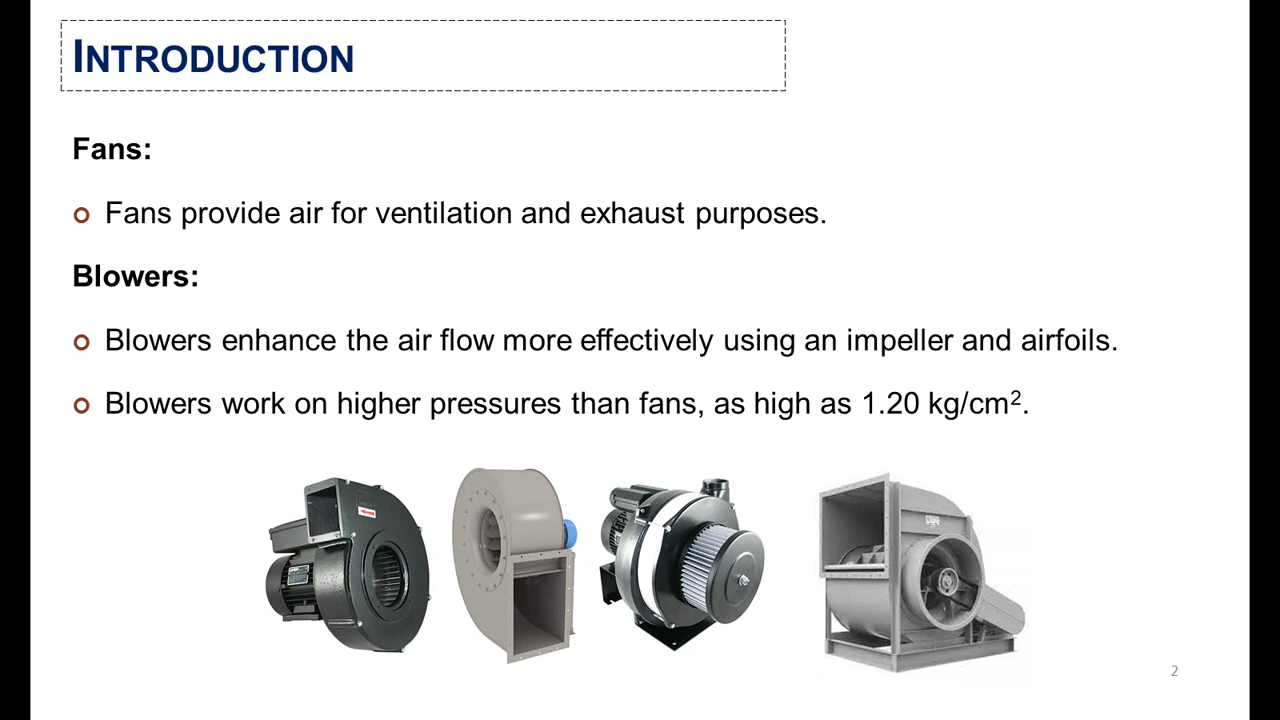 INTRODUCTION
Fans:
Fans provide air for ventilation and exhaust purposes.
Blowers:
Blowers enhance the air flow more effectively using an impeller and airfoils.
Blowers work on higher pressures than fans, as high as 1.20 kg/cm².
2